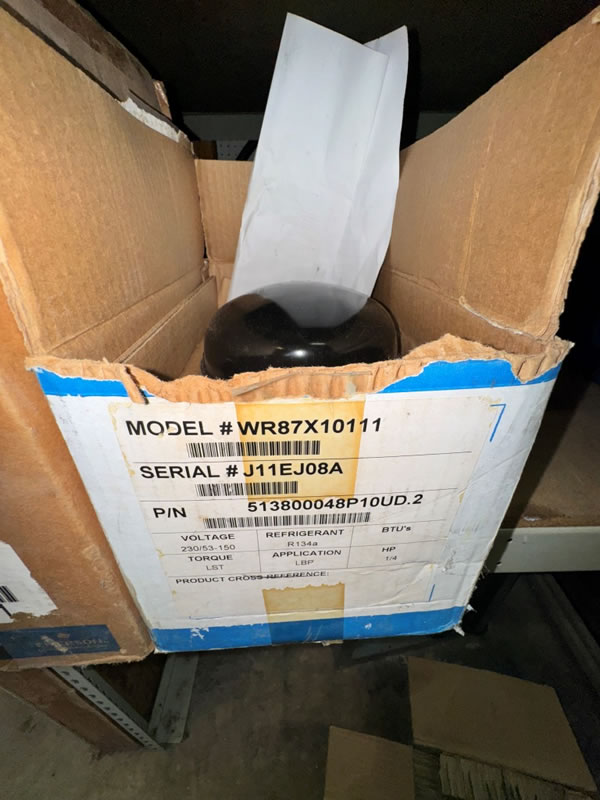 MODEL # WR87X10111
SERIAL # J11EJ08A
P/N 513800048P10UD.2
VOLTAGE REFRIGERANT BTU's
230/53-150 R134a
TORQUE APPLICATION HP
LST LBP 1/4
PRODUCT CROSS REFERENCE:
EMERSON